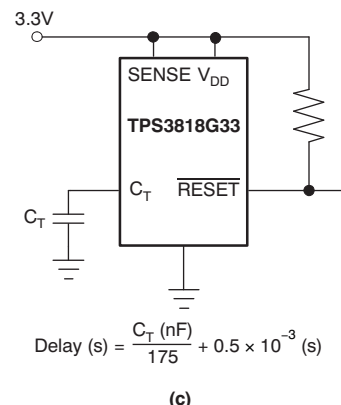 3.3V
SENSE V_DD
TPS3818G33
C_T
C_T RESET
Delay (s) = C_T (nF) / 175 + 0.5 × 10^-3 (s)
(c)